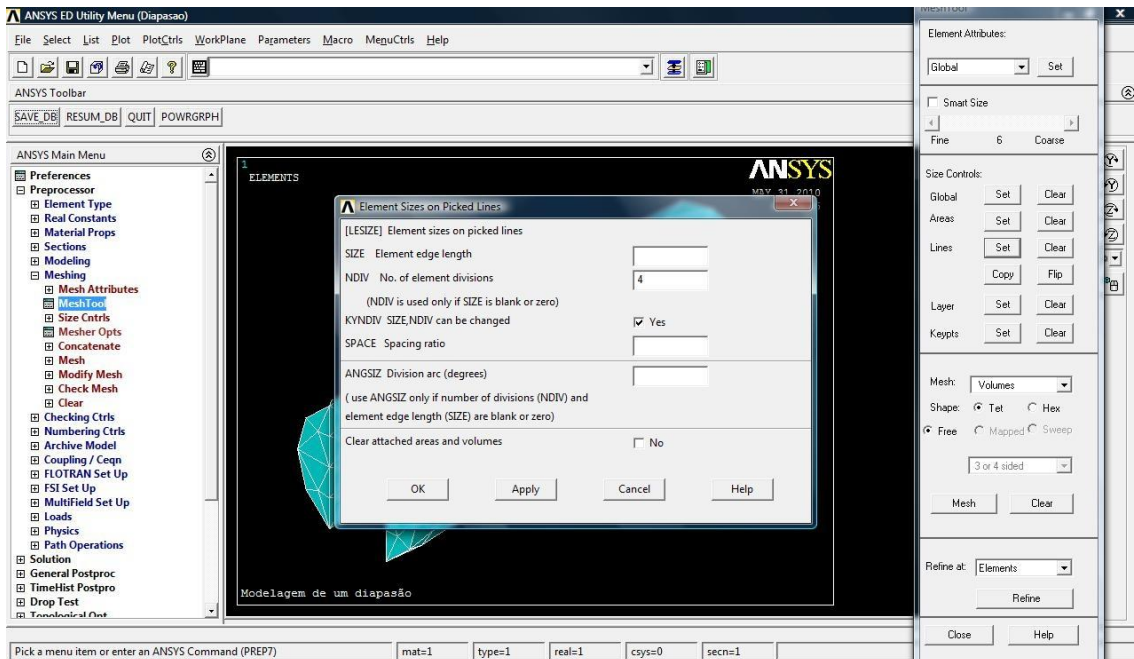 ANSYS ED Utility Menu (Diapasao)
File Select List Plot PlotCtrls WorkPlane Parameters Macro MenuCtrls Help
ANSYS Toolbar
SAVE_DB RESUM_DB QUIT POWRGRPH
ANSYS Main Menu
Preferences
Preprocessor
Element Type
Real Constants
Material Props
Sections
Modeling
Meshing
Mesh Attributes
MeshTool
Size Cntrls
Mesher Opts
Concatenate
Mesh
Modify Mesh
Check Mesh
Clear
Checking Ctrls
Numbering Ctrls
Archive Model
Coupling / Ceqn
FLOTRAN Set Up
FSI Set Up
MultiField Set Up
Loads
Physics
Path Operations
Solution
General Postproc
TimeHist Postpro
Drop Test
Topological Opt
1
ELEMENTS
ANSYS
MAY 31 2010
Element Sizes on Picked Lines
[LESIZE] Element sizes on picked lines
SIZE Element edge length
NDIV No. of element divisions 4
(NDIV is used only if SIZE is blank or zero)
KYNDIV SIZE,NDIV can be changed Yes
SPACE Spacing ratio
ANGSIZ Division arc (degrees)
( use ANGSIZ only if number of divisions (NDIV) and
element edge length (SIZE) are blank or zero)
Clear attached areas and volumes No
OK Apply Cancel Help
Modelagem de um diapasão
MeshTool
Element Attributes:
Global Set
Smart Size
Fine 6 Coarse
Size Controls:
Global Set Clear
Areas Set Clear
Lines Set Clear
Copy Flip
Layer Set Clear
Keypts Set Clear
Mesh: Volumes
Shape: Tet Hex
Free Mapped Sweep
3 or 4 sided
Mesh Clear
Refine at: Elements
Refine
Close Help
Pick a menu item or enter an ANSYS Command (PREP7) mat=1 type=1 real=1 csys=0 secn=1